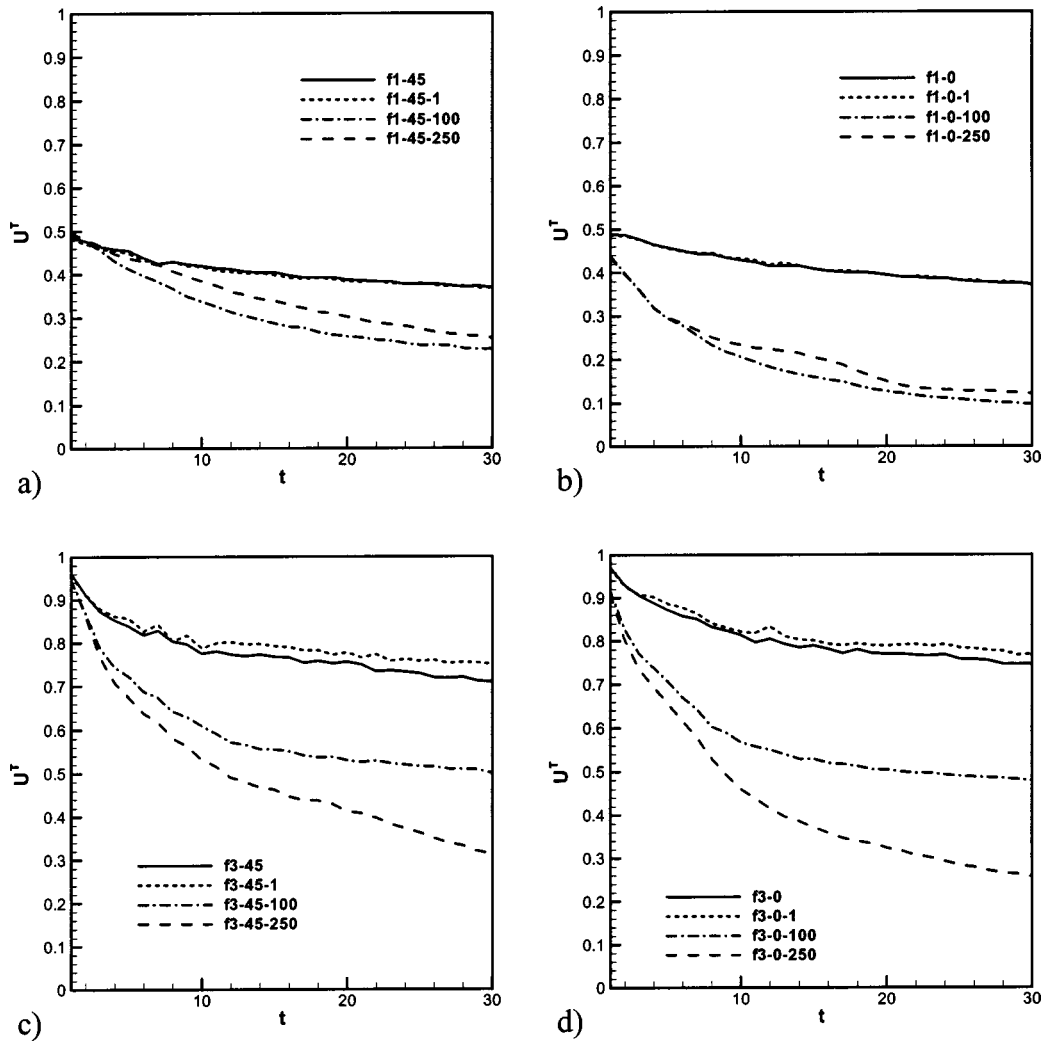 1
0.9
0.8
0.7
0.6
0.5
0.4
0.3
0.2
0.1
0
U^T
f1-45
f1-45-1
f1-45-100
f1-45-250
10
20
30
t
a)
1
0.9
0.8
0.7
0.6
0.5
0.4
0.3
0.2
0.1
0
U^T
f1-0
f1-0-1
f1-0-100
f1-0-250
10
20
30
t
b)
1
0.9
0.8
0.7
0.6
0.5
0.4
0.3
0.2
0.1
0
U^T
f3-45
f3-45-1
f3-45-100
f3-45-250
10
20
30
t
c)
1
0.9
0.8
0.7
0.6
0.5
0.4
0.3
0.2
0.1
0
U^T
f3-0
f3-0-1
f3-0-100
f3-0-250
10
20
30
t
d)